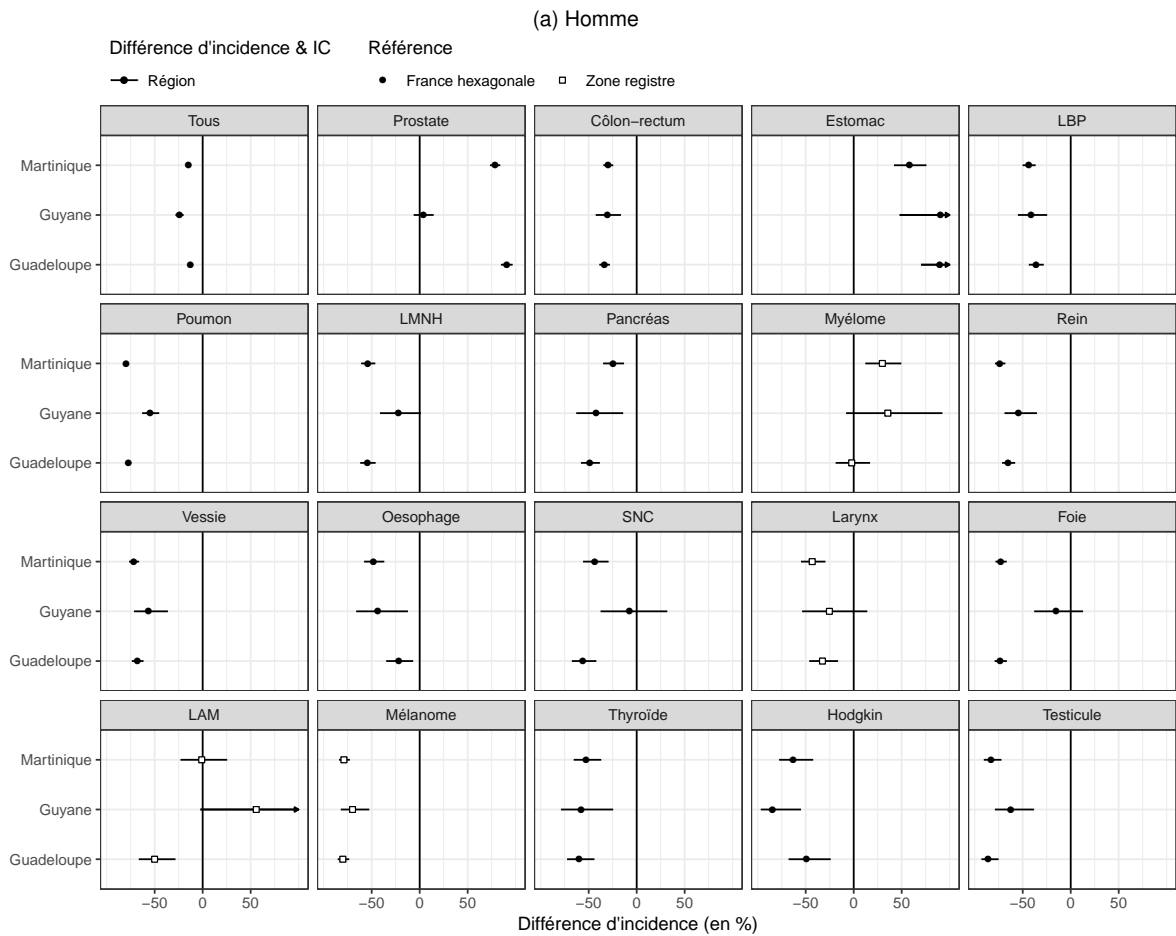 (a) Homme
Différence d'incidence & IC Référence
Région France hexagonale Zone registre
Tous Prostate Côlon−rectum Estomac LBP
Martinique
Guyane
Guadeloupe
Poumon LMNH Pancréas Myélome Rein
Martinique
Guyane
Guadeloupe
Vessie Oesophage SNC Larynx Foie
Martinique
Guyane
Guadeloupe
LAM Mélanome Thyroïde Hodgkin Testicule
Martinique
Guyane
Guadeloupe
−50 0 50 −50 0 50 −50 0 50 −50 0 50 −50 0 50
Différence d'incidence (en %)